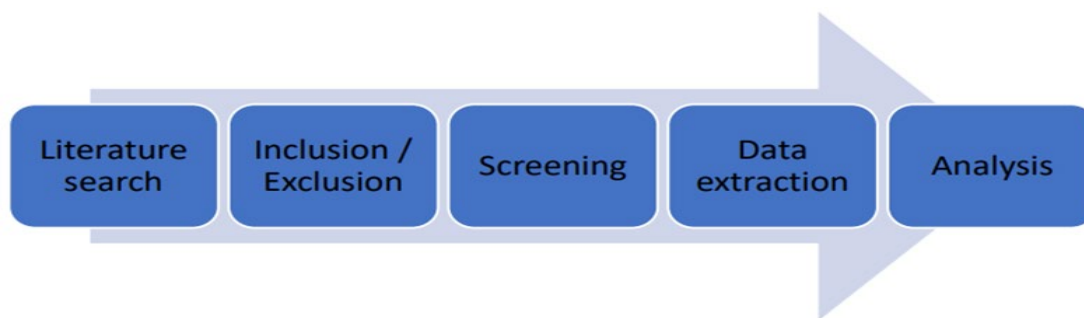 Literature
search
Inclusion /
Exclusion
Screening
Data
extraction
Analysis